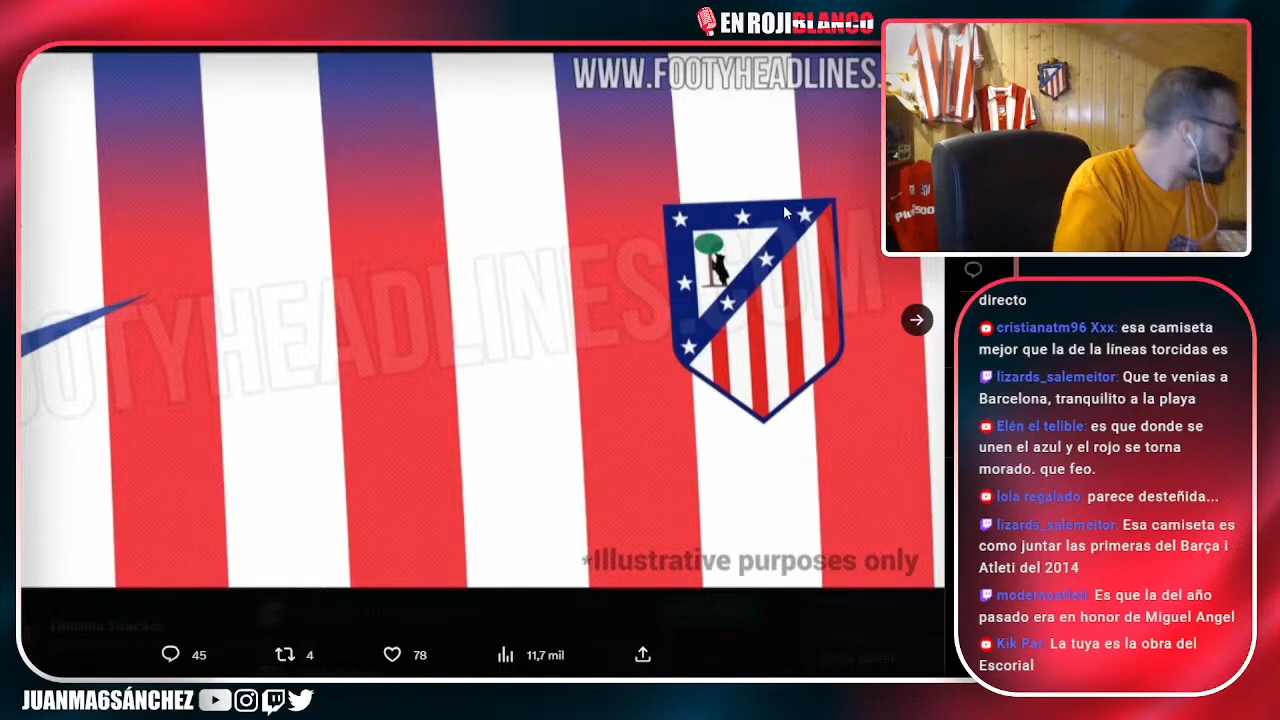 EN ROJIBLANCO
WWW.FOOTYHEADLINES.
FOOTYHEADLINES.COM
*Illustrative purposes only
45
4
78
11,7 mil
directo
cristianatm96 Xxx: esa camiseta
mejor que la de la líneas torcidas es
lizards_salemeitor: Que te venias a
Barcelona, tranquilito a la playa
Elén el telible: es que donde se
unen el azul y el rojo se torna
morado. que feo.
lola regalado parece desteñida...
lizards_salemeitor: Esa camiseta es
como juntar las primeras del Barça i
Atleti del 2014
modernoatleti: Es que la del año
pasado era en honor de Miguel Angel
Kik Par: La tuya es la obra del
Escorial
JUANMA6SÁNCHEZ